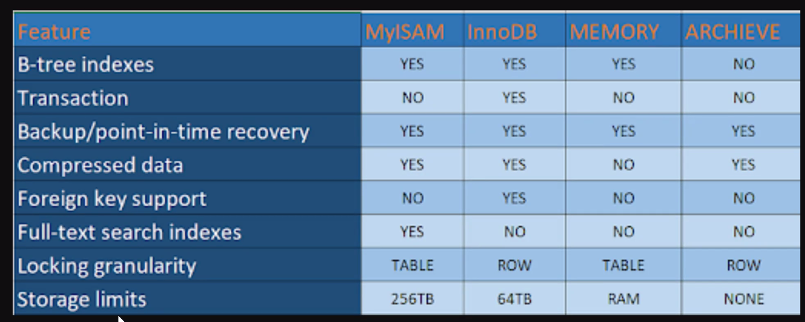 Feature MyISAM InnoDB MEMORY ARCHIEVE
B-tree indexes YES YES YES NO
Transaction NO YES NO NO
Backup/point-in-time recovery YES YES YES YES
Compressed data YES YES NO YES
Foreign key support NO YES NO NO
Full-text search indexes YES NO NO NO
Locking granularity TABLE ROW TABLE ROW
Storage limits 256TB 64TB RAM NONE